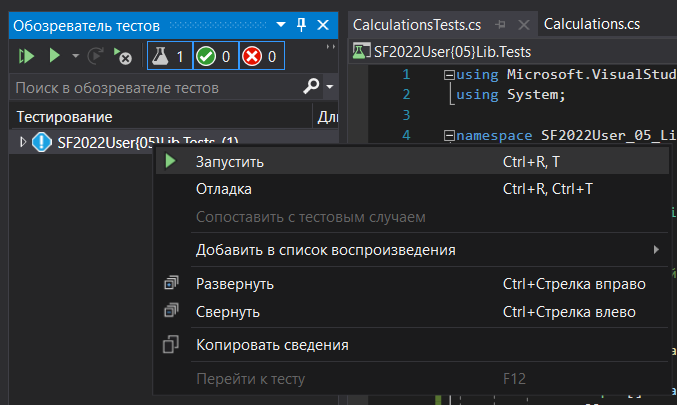 Обозреватель тестов
CalculationsTests.cs
Calculations.cs
1
0
0
SF2022User{05}Lib.Tests
Поиск в обозревателе тестов
1
using Microsoft.VisualStud
2
using System;
Тестирование
4
namespace SF2022User_05_Li
SF2022User{05}Lib.Tests (1)
Запустить
Ctrl+R, T
Отладка
Ctrl+R, Ctrl+T
Сопоставить с тестовым случаем
Добавить в список воспроизведения
Развернуть
Ctrl+Стрелка вправо
Свернуть
Ctrl+Стрелка влево
Копировать сведения
Перейти к тесту
F12